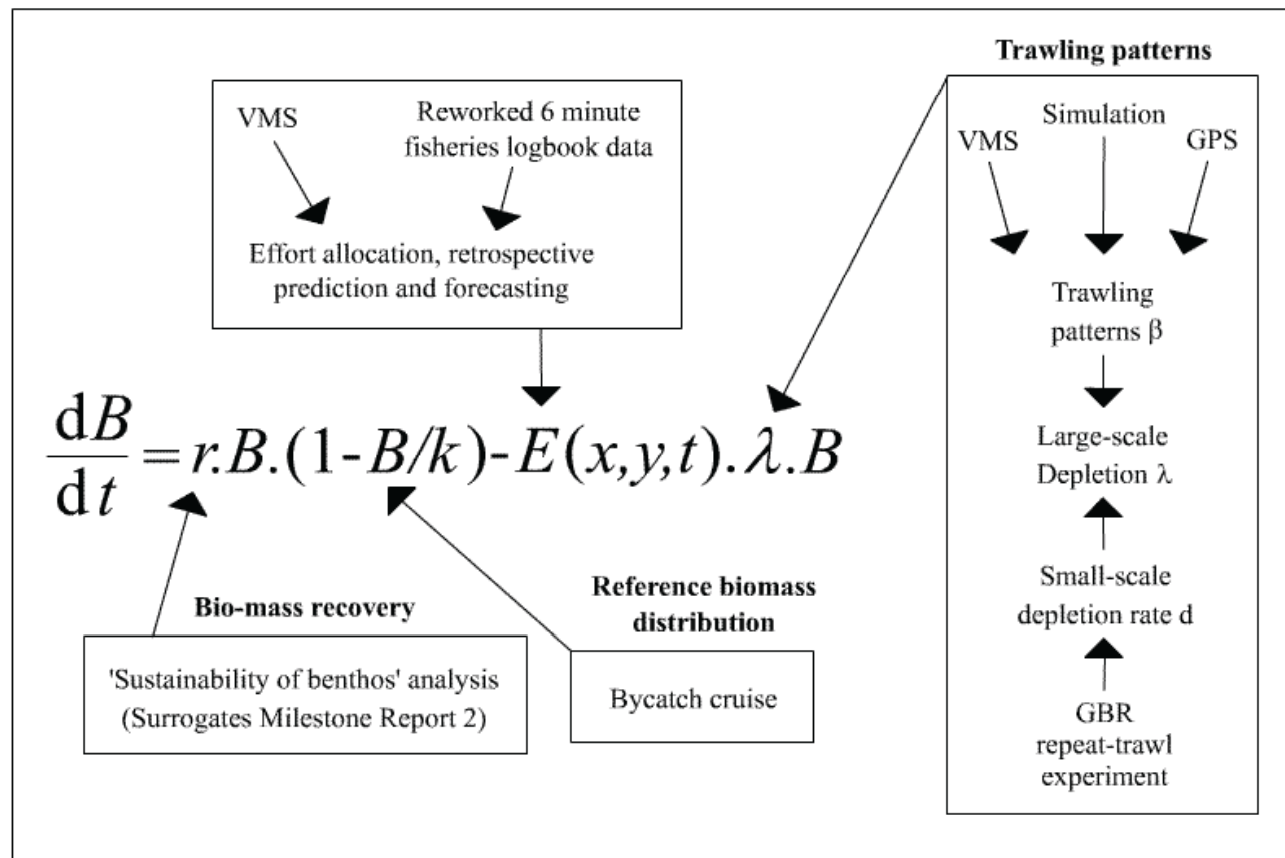 Trawling patterns
VMS
Reworked 6 minute
fisheries logbook data
Effort allocation, retrospective
prediction and forecasting
Simulation
VMS
GPS
Trawling
patterns β
Large-scale
Depletion λ
Small-scale
depletion rate d
GBR
repeat-trawl
experiment
dB/dt = r.B.(1-B/k)-E(x,y,t).λ.B
Bio-mass recovery
'Sustainability of benthos' analysis
(Surrogates Milestone Report 2)
Reference biomass
distribution
Bycatch cruise